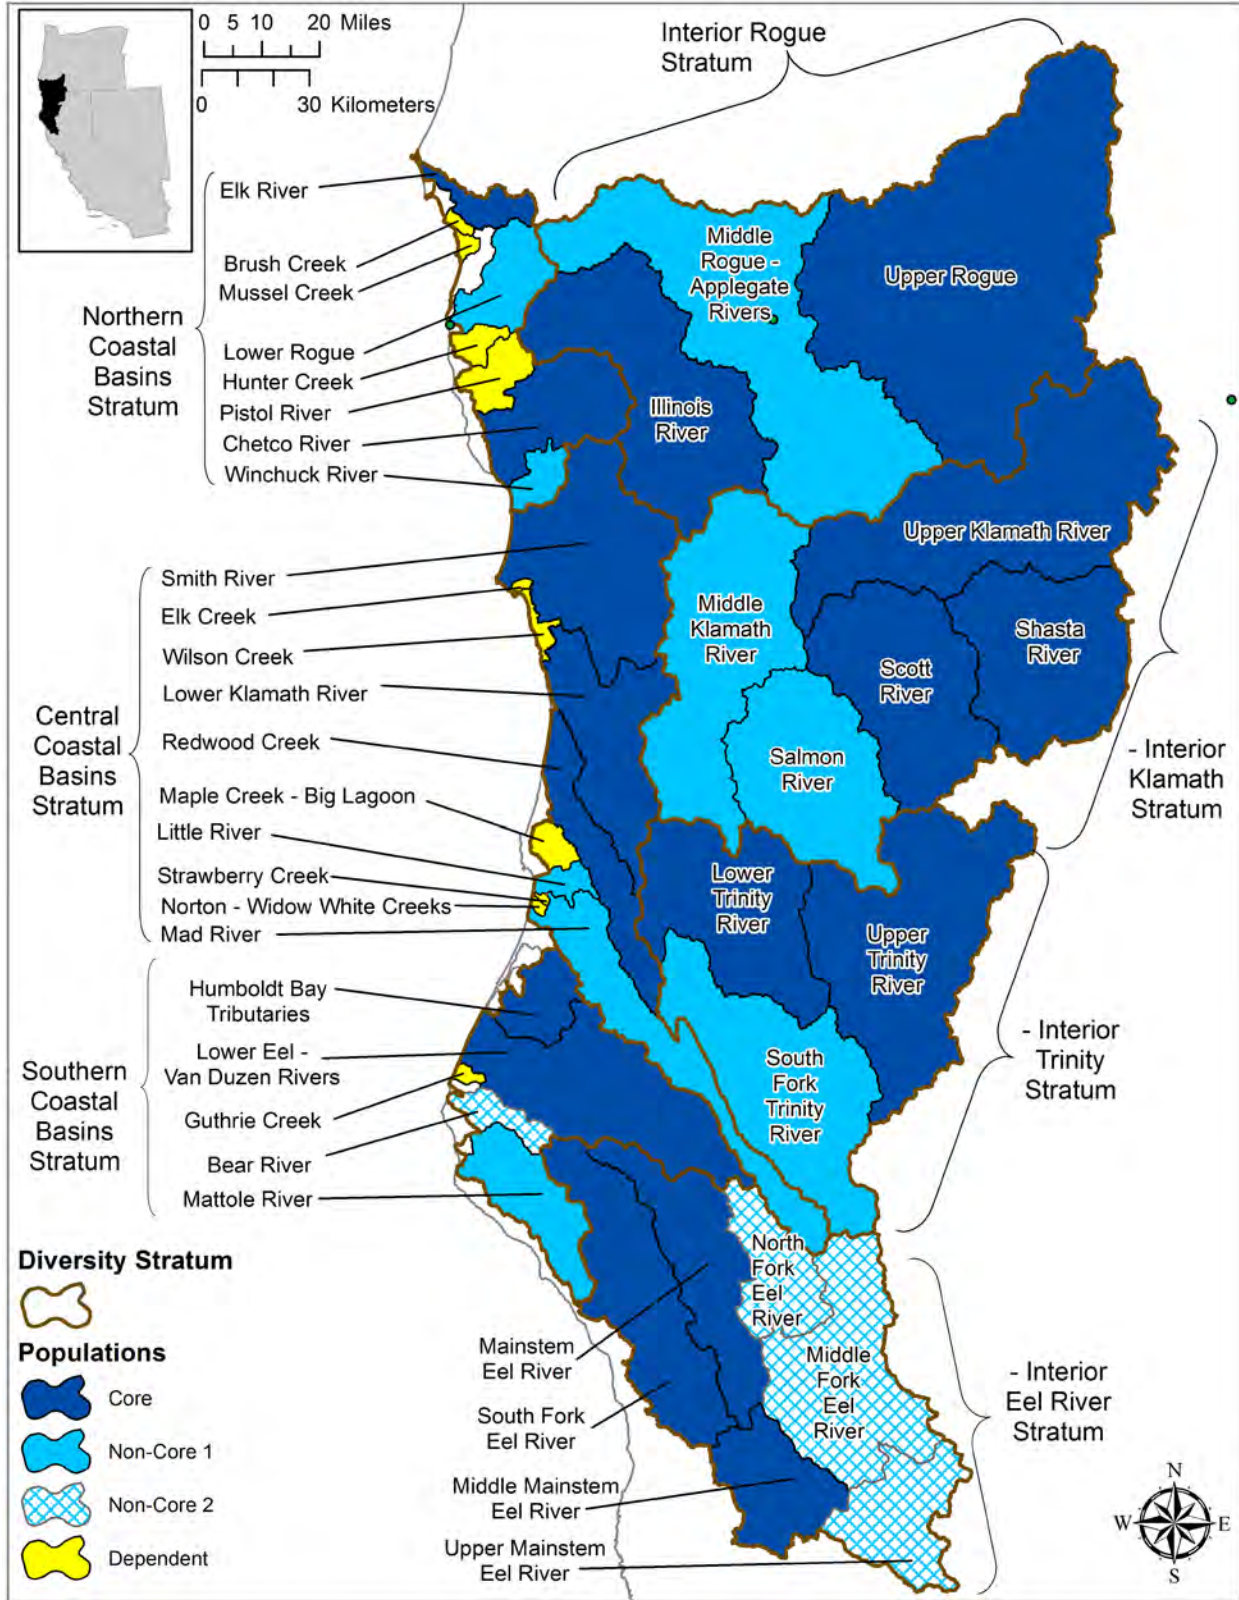 0 5 10 20 Miles
0 30 Kilometers
Interior Rogue
Stratum
Northern
Coastal
Basins
Stratum
Elk River
Brush Creek
Mussel Creek
Lower Rogue
Hunter Creek
Pistol River
Chetco River
Winchuck River
Middle
Rogue -
Applegate
Rivers
Upper Rogue
Illinois
River
Central
Coastal
Basins
Stratum
Smith River
Elk Creek
Wilson Creek
Lower Klamath River
Redwood Creek
Maple Creek - Big Lagoon
Little River
Strawberry Creek
Norton - Widow White Creeks
Mad River
Upper Klamath River
Middle
Klamath
River
Shasta
River
Scott
River
Salmon
River
- Interior
Klamath
Stratum
Lower
Trinity
River
Upper
Trinity
River
South
Fork
Trinity
River
- Interior
Trinity
Stratum
Southern
Coastal
Basins
Stratum
Humboldt Bay
Tributaries
Lower Eel -
Van Duzen Rivers
Guthrie Creek
Bear River
Mattole River
North
Fork
Eel
River
Middle
Fork
Eel
River
Mainstem
Eel River
South Fork
Eel River
Middle Mainstem
Eel River
Upper Mainstem
Eel River
- Interior
Eel River
Stratum
Diversity Stratum
Populations
Core
Non-Core 1
Non-Core 2
Dependent
N
W E
S